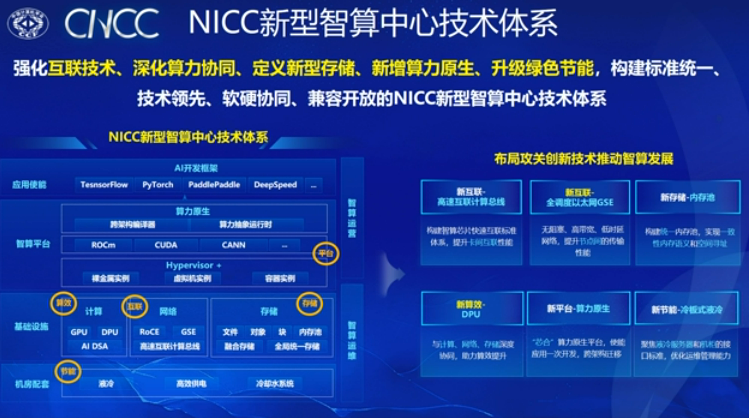 CNCC NICC新型智算中心技术体系
强化互联技术、深化算力协同、定义新型存储、新增算力原生、升级绿色节能，构建标准统一、
技术领先、软硬协同、兼容开放的NICC新型智算中心技术体系
NICC新型智算中心技术体系
应用使能
AI开发框架
TesnsorFlow PyTorch PaddlePaddle DeepSpeed ...
智算平台
算力原生
跨架构编译器 算力抽象运行时
ROCm CUDA CANN ...
平台
Hypervisor +
裸金属实例 虚拟机实例 容器实例
基础设施
算效
计算
GPU DPU
AI DSA
互联
网络
RoCE GSE
高速互联计算总线
存储
存储
文件 对象 块 内存池
融合存储 全局统一存储
机房配套
节能
液冷 高效供电 冷却水系统
智算运营
智算运维
布局攻关创新技术推动智算发展
新互联-
高速互联计算总线
构建智算芯片快速互联标准
体系，提升卡间互联性能
新互联-
全调度以太网GSE
无阻塞、高带宽、低时延
网络，提升节点间的传输
性能
新存储-内存池
构建统一内存池，实现一致
性内存语义和空间寻址
新算效-
DPU
与计算、网络、存储深度
协同，助力算效提升
新平台-算力原生
“芯合”算力原生平台，使能
应用一次开发、跨架构迁移
新节能-冷板式液冷
聚焦液冷服务器和机柜的接
口标准，优化运维管理能力